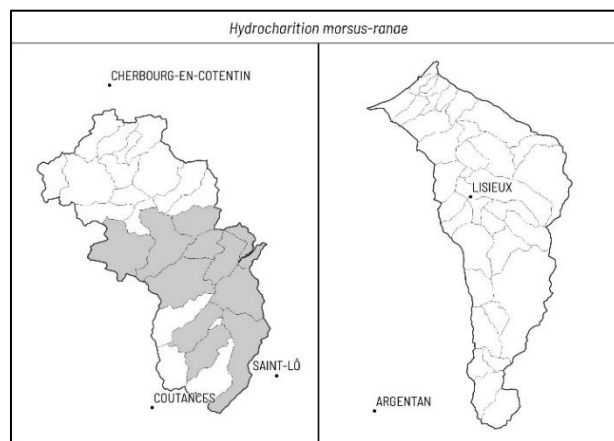 Hydrocharition morsus-ranae
CHERBOURG-EN-COTENTIN
LISIEUX
SAINT-LÔ
COUTANCES
ARGENTAN